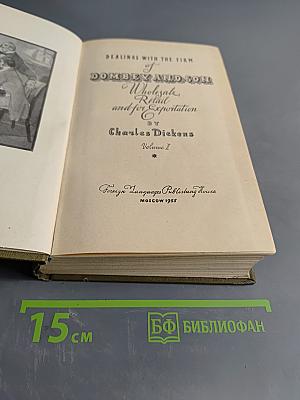 DEALINGS WITH THE FIRM
of
DOMBEY AND SON
Wholesale
Retail
and for Exportation
BY
Charles Dickens
Volume I
*
Foreign Languages Publishing House
MOSCOW 1955
15 см
БФ БИБЛИОФАН